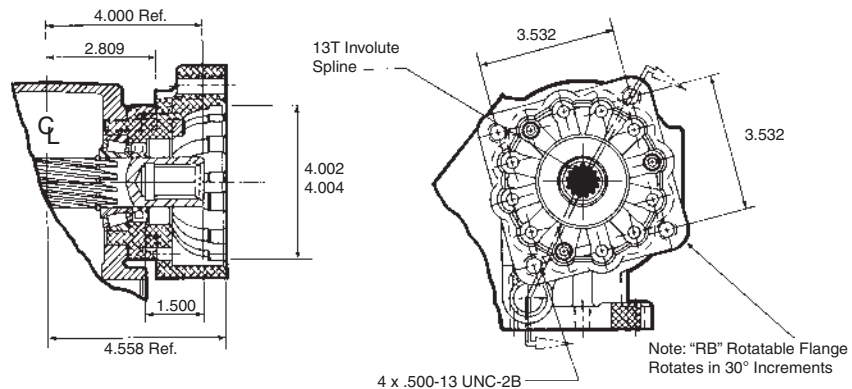 4.000 Ref.
2.809
CL
4.002
4.004
1.500
4.558 Ref.
13T Involute
Spline
3.532
3.532
4 x .500-13 UNC-2B
Note: “RB” Rotatable Flange
Rotates in 30° Increments